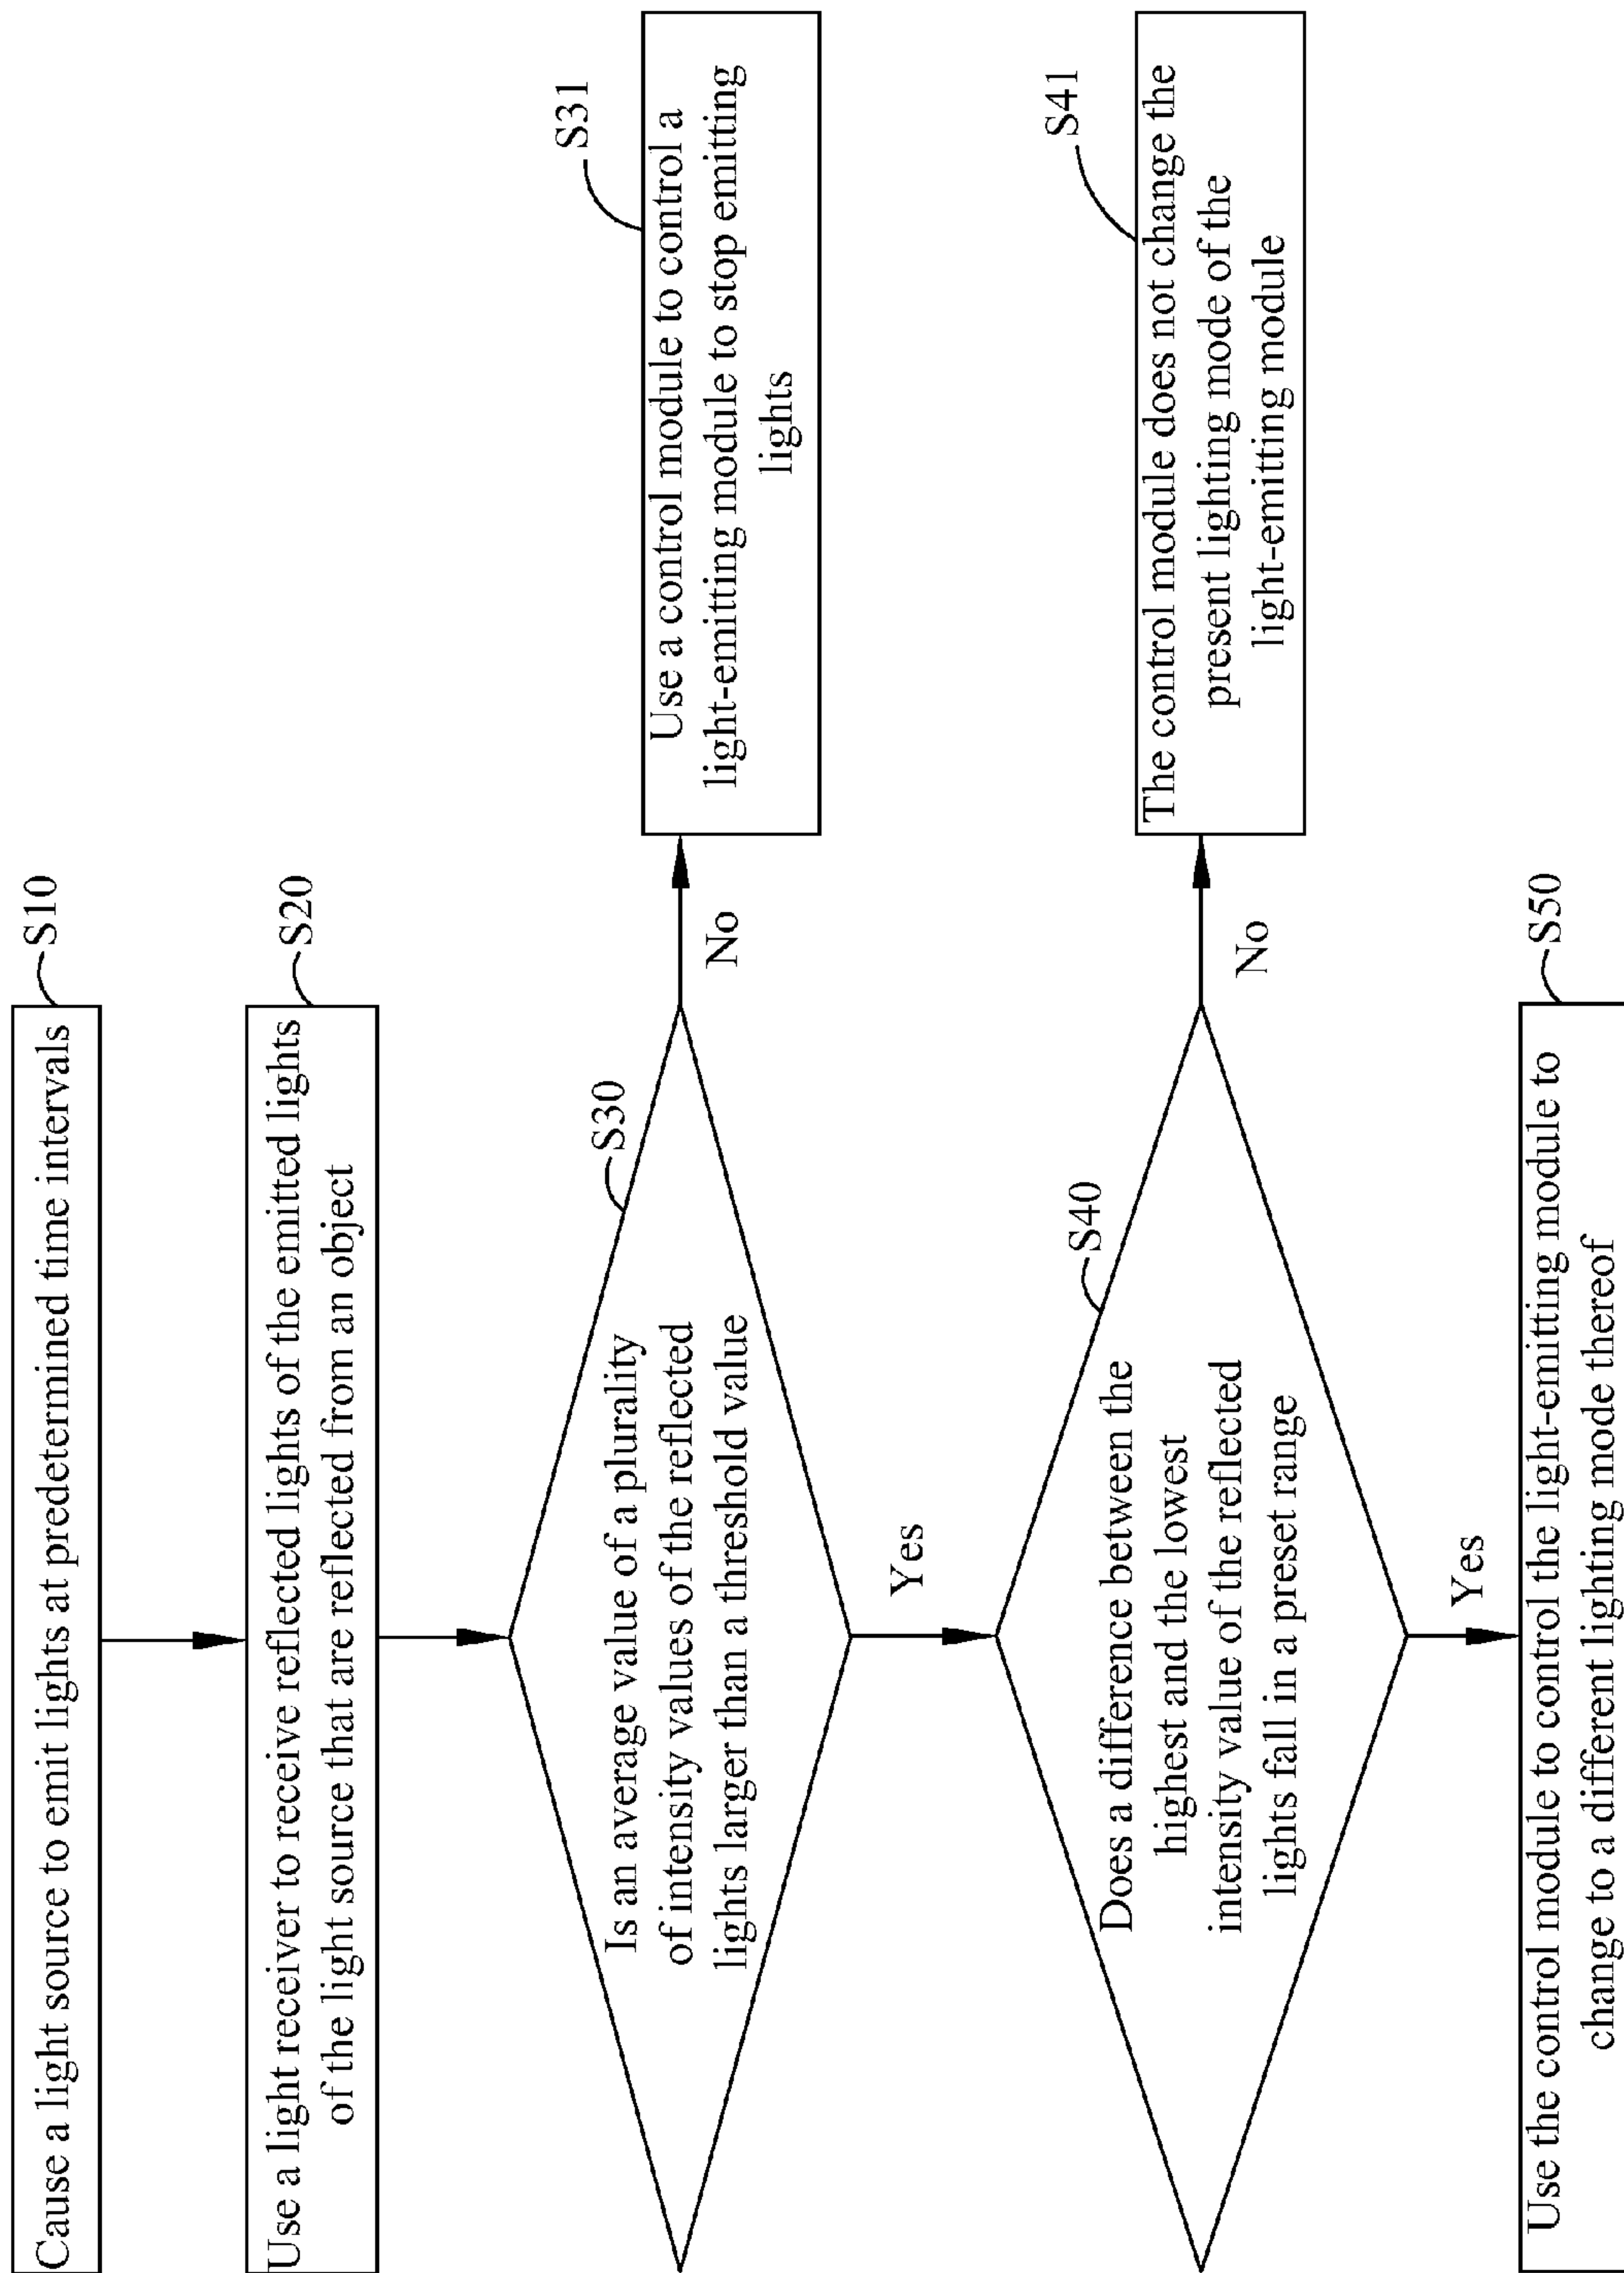 S10
Cause a light source to emit lights at predetermined time intervals
S20
Use a light receiver to receive reflected lights of the emitted lights
of the light source that are reflected from an object
S30
Is an average value of a plurality
of intensity values of the reflected
lights larger than a threshold value
No
S31
Use a control module to control a
light-emitting module to stop emitting
lights
Yes
S40
Does a difference between the
highest and the lowest
intensity value of the reflected
lights fall in a preset range
No
S41
The control module does not change the
present lighting mode of the
light-emitting module
Yes
S50
Use the control module to control the light-emitting module to
change to a different lighting mode thereof